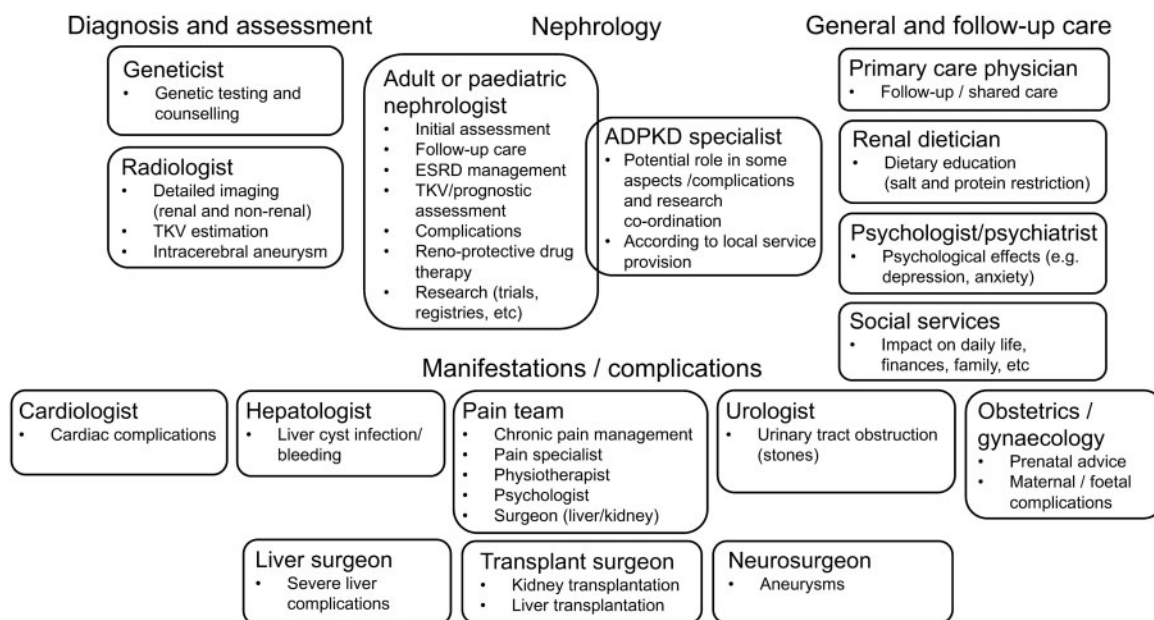 Diagnosis and assessment
Geneticist
• Genetic testing and
counselling
Radiologist
• Detailed imaging
(renal and non-renal)
• TKV estimation
• Intracerebral aneurysm
Nephrology
Adult or paediatric
nephrologist
• Initial assessment
• Follow-up care
• ESRD management
• TKV/prognostic
assessment
• Complications
• Reno-protective drug
therapy
• Research (trials,
registries, etc)
ADPKD specialist
• Potential role in some
aspects /complications
and research
co-ordination
• According to local service
provision
General and follow-up care
Primary care physician
• Follow-up / shared care
Renal dietician
• Dietary education
(salt and protein restriction)
Psychologist/psychiatrist
• Psychological effects (e.g.
depression, anxiety)
Social services
• Impact on daily life,
finances, family, etc
Manifestations / complications
Cardiologist
• Cardiac complications
Hepatologist
• Liver cyst infection/
bleeding
Pain team
• Chronic pain management
• Pain specialist
• Physiotherapist
• Psychologist
• Surgeon (liver/kidney)
Urologist
• Urinary tract obstruction
(stones)
Obstetrics /
gynaecology
• Prenatal advice
• Maternal / foetal
complications
Liver surgeon
• Severe liver
complications
Transplant surgeon
• Kidney transplantation
• Liver transplantation
Neurosurgeon
• Aneurysms